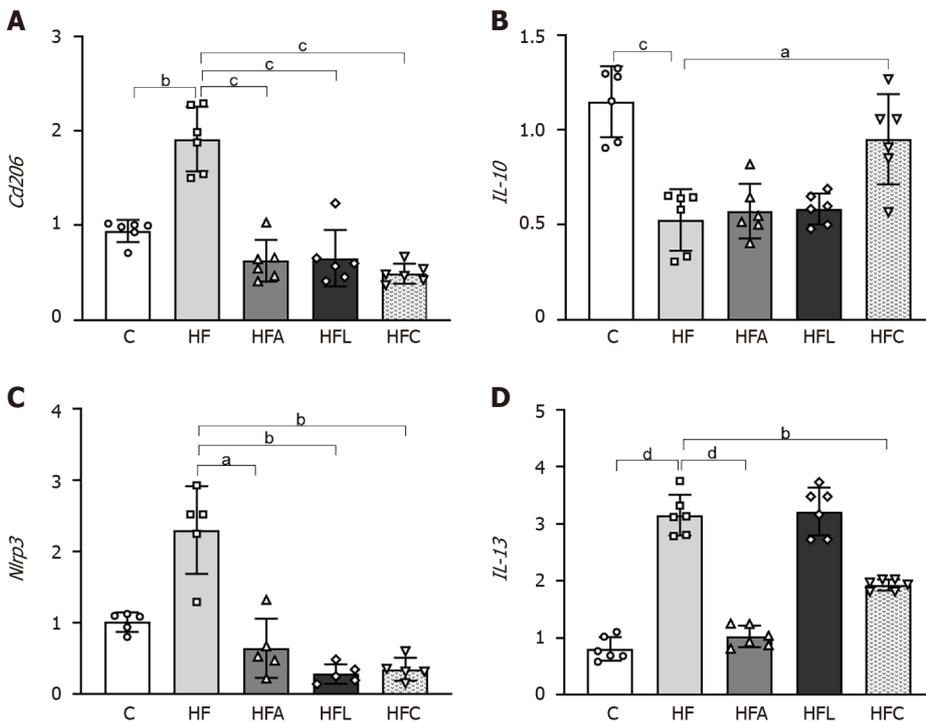 A
Cd206
3
2
1
0
b
c
c
c
C HF HFA HFL HFC
B
IL-10
1.5
1.0
0.5
0
c
a
C HF HFA HFL HFC
C
Nlrp3
4
3
2
1
0
b
b
a
C HF HFA HFL HFC
D
IL-13
5
4
3
2
1
0
b
d
d
C HF HFA HFL HFC